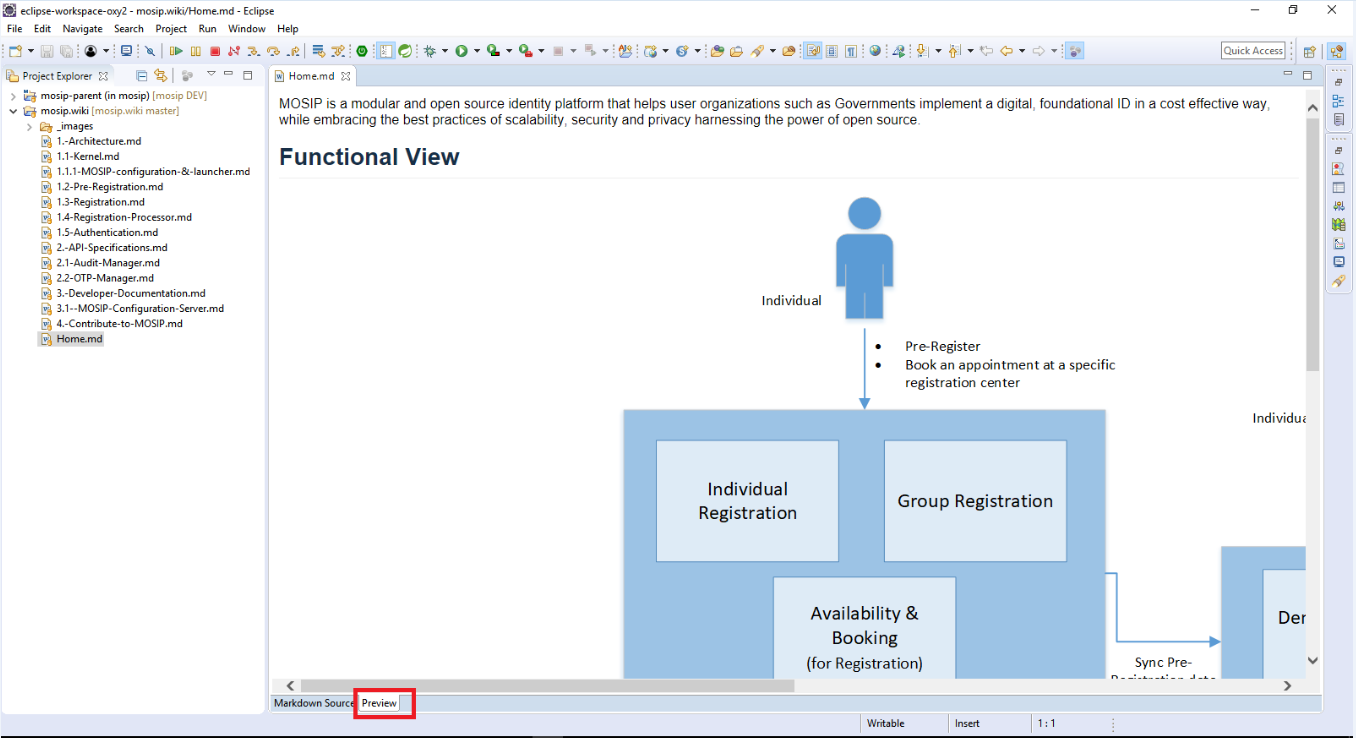 eclipse-workspace-oxy2 - mosip.wiki/Home.md - Eclipse
File Edit Navigate Search Project Run Window Help
Quick Access
Project Explorer
mosip-parent (in mosip) [mosip DEV]
mosip.wiki [mosip.wiki master]
_images
1.-Architecture.md
1.1-Kernel.md
1.1.1-MOSIP-configuration-&-launcher.md
1.2-Pre-Registration.md
1.3-Registration.md
1.4-Registration-Processor.md
1.5-Authentication.md
2.-API-Specifications.md
2.1-Audit-Manager.md
2.2-OTP-Manager.md
3.-Developer-Documentation.md
3.1--MOSIP-Configuration-Server.md
4.-Contribute-to-MOSIP.md
Home.md
Home.md
MOSIP is a modular and open source identity platform that helps user organizations such as Governments implement a digital, foundational ID in a cost effective way,
while embracing the best practices of scalability, security and privacy harnessing the power of open source.
Functional View
Individual
• Pre-Register
• Book an appointment at a specific
registration center
Individual
Registration
Group Registration
Availability &
Booking
(for Registration)
Individua
Der
Sync Pre-
Registration data
Markdown Source
Preview
Writable
Insert
1 : 1